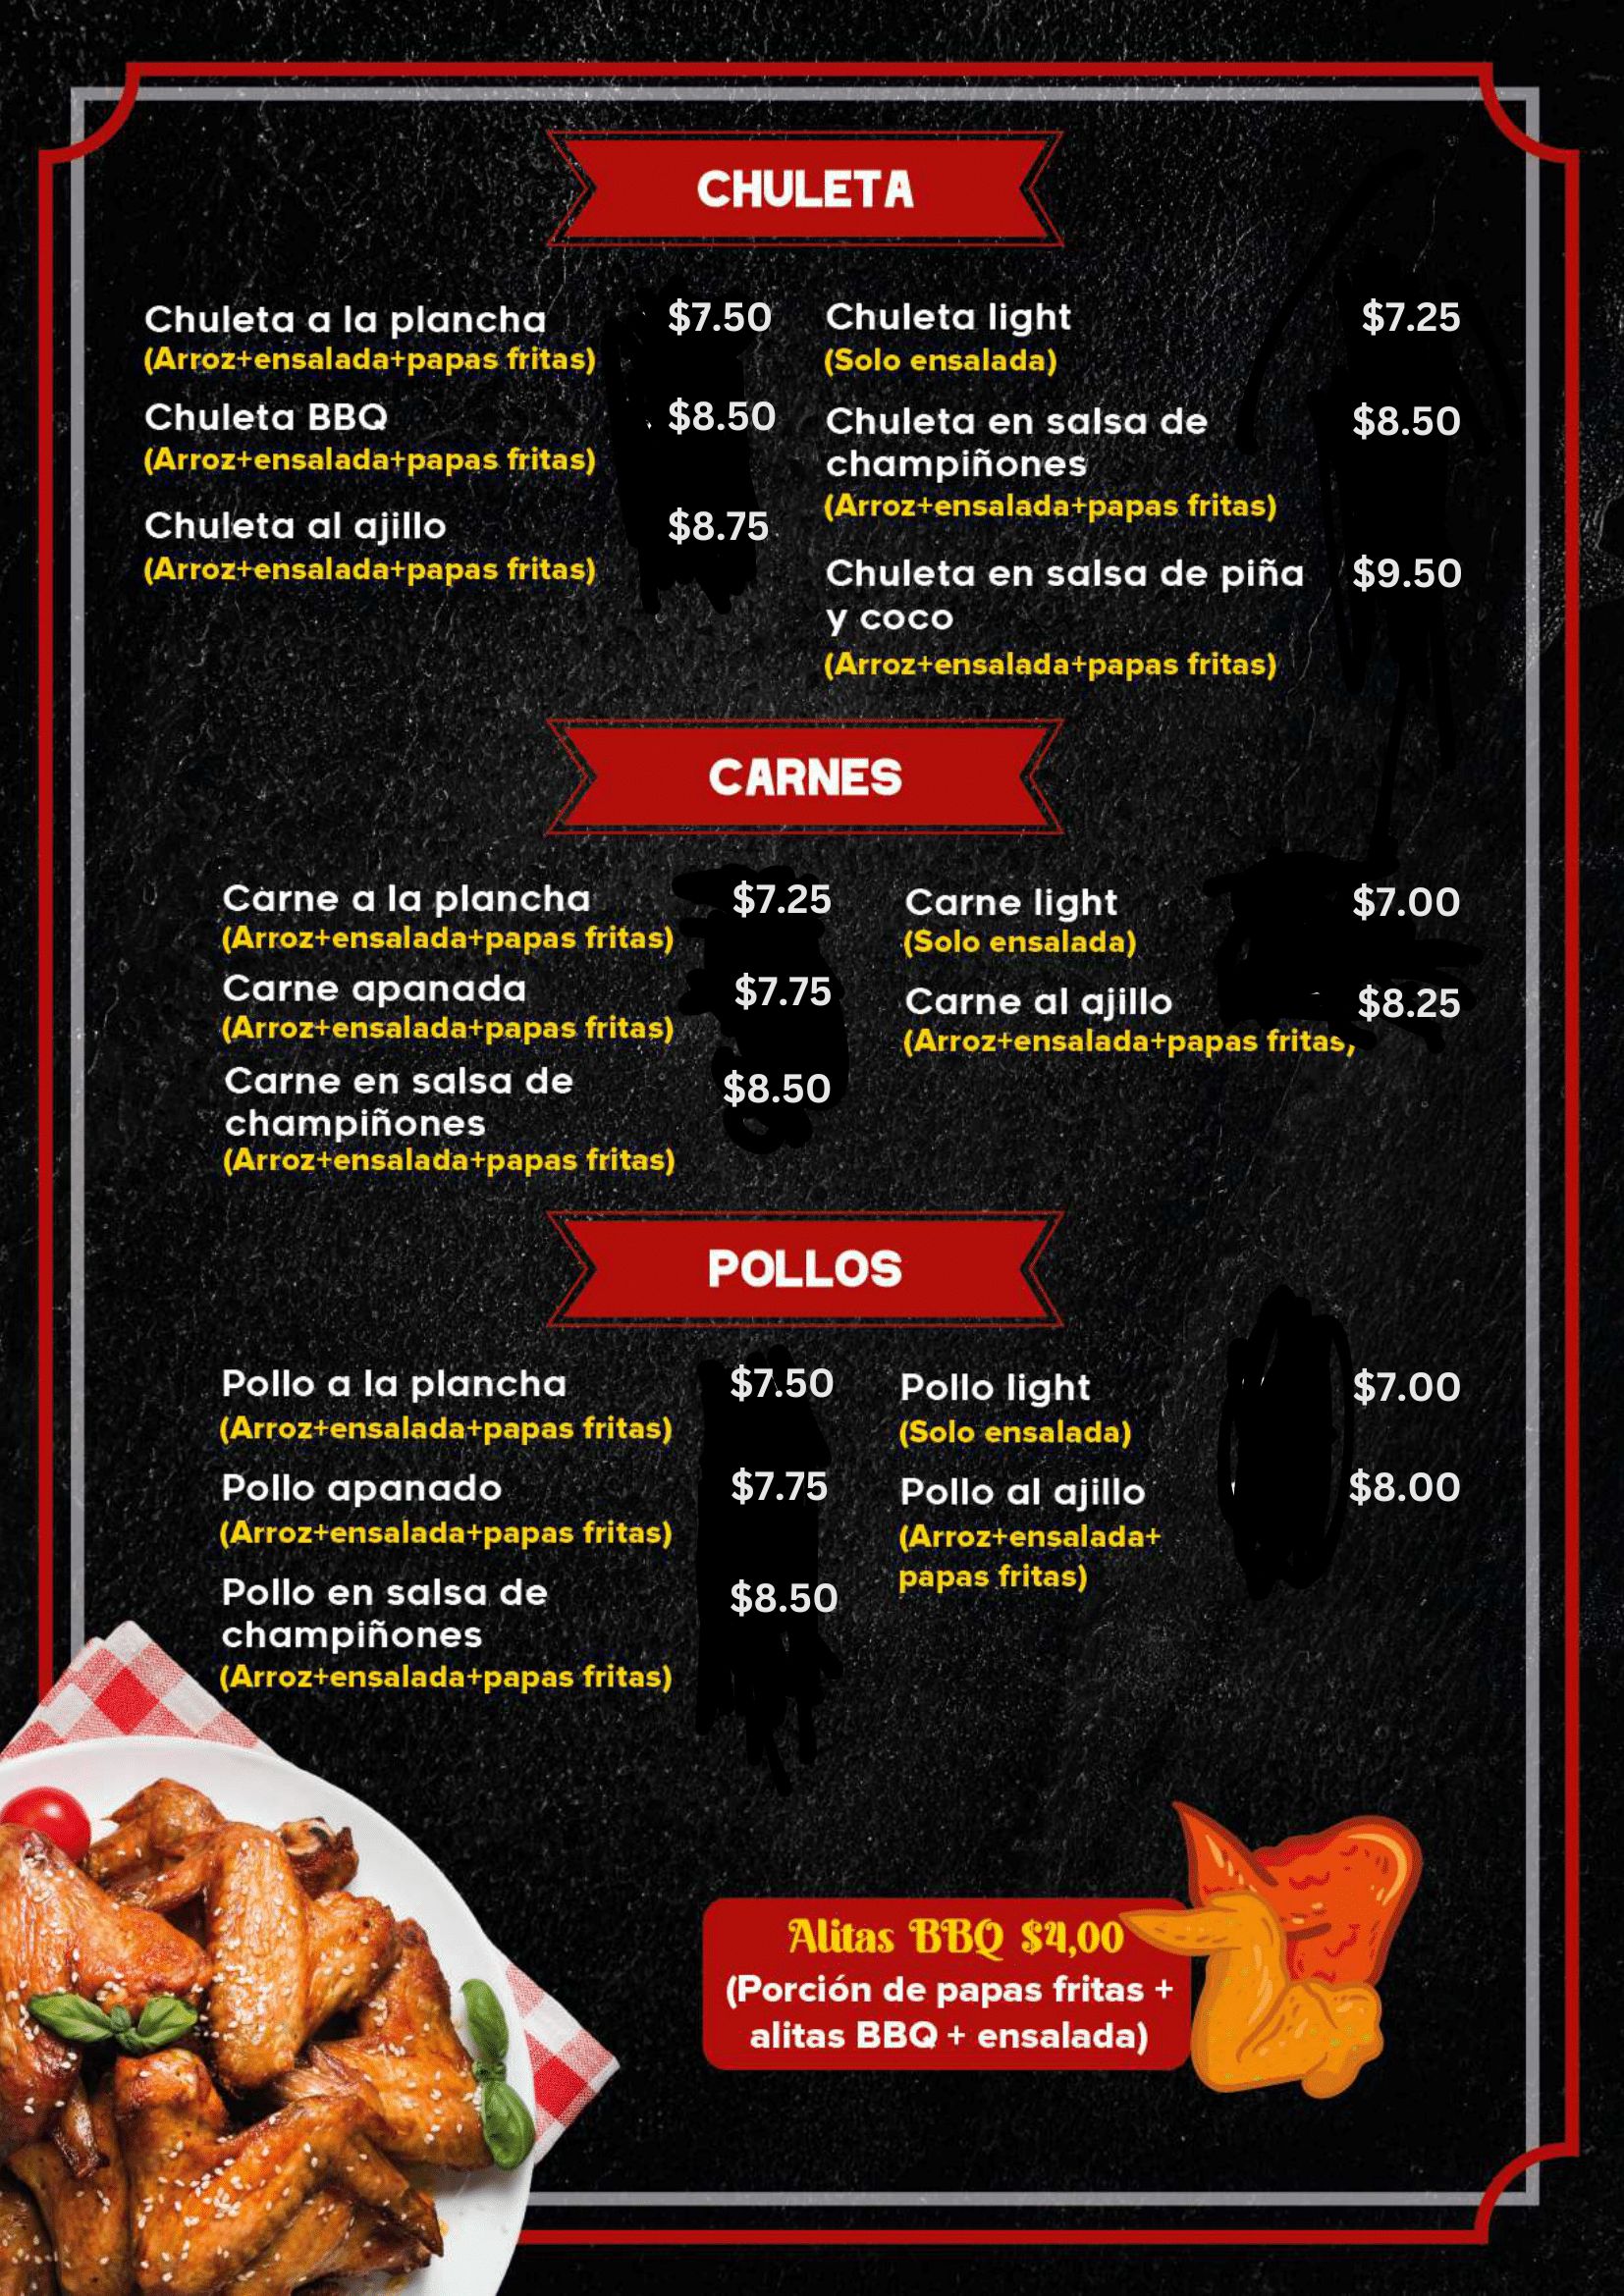 CHULETA
Chuleta a la plancha $7.50
(Arroz+ensalada+papas fritas)
Chuleta BBQ $8.50
(Arroz+ensalada+papas fritas)
Chuleta al ajillo $8.75
(Arroz+ensalada+papas fritas)
Chuleta light $7.25
(Solo ensalada)
Chuleta en salsa de $8.50
champiñones
(Arroz+ensalada+papas fritas)
Chuleta en salsa de piña $9.50
y coco
(Arroz+ensalada+papas fritas)
CARNES
Carne a la plancha $7.25
(Arroz+ensalada+papas fritas)
Carne apanada $7.75
(Arroz+ensalada+papas fritas)
Carne en salsa de $8.50
champiñones
(Arroz+ensalada+papas fritas)
Carne light $7.00
(Solo ensalada)
Carne al ajillo $8.25
(Arroz+ensalada+papas fritas)
POLLOS
Pollo a la plancha $7.50
(Arroz+ensalada+papas fritas)
Pollo apanado $7.75
(Arroz+ensalada+papas fritas)
Pollo en salsa de $8.50
champiñones
(Arroz+ensalada+papas fritas)
Pollo light $7.00
(Solo ensalada)
Pollo al ajillo $8.00
(Arroz+ensalada+
papas fritas)
Alitas BBQ $4,00
(Porción de papas fritas +
alitas BBQ + ensalada)